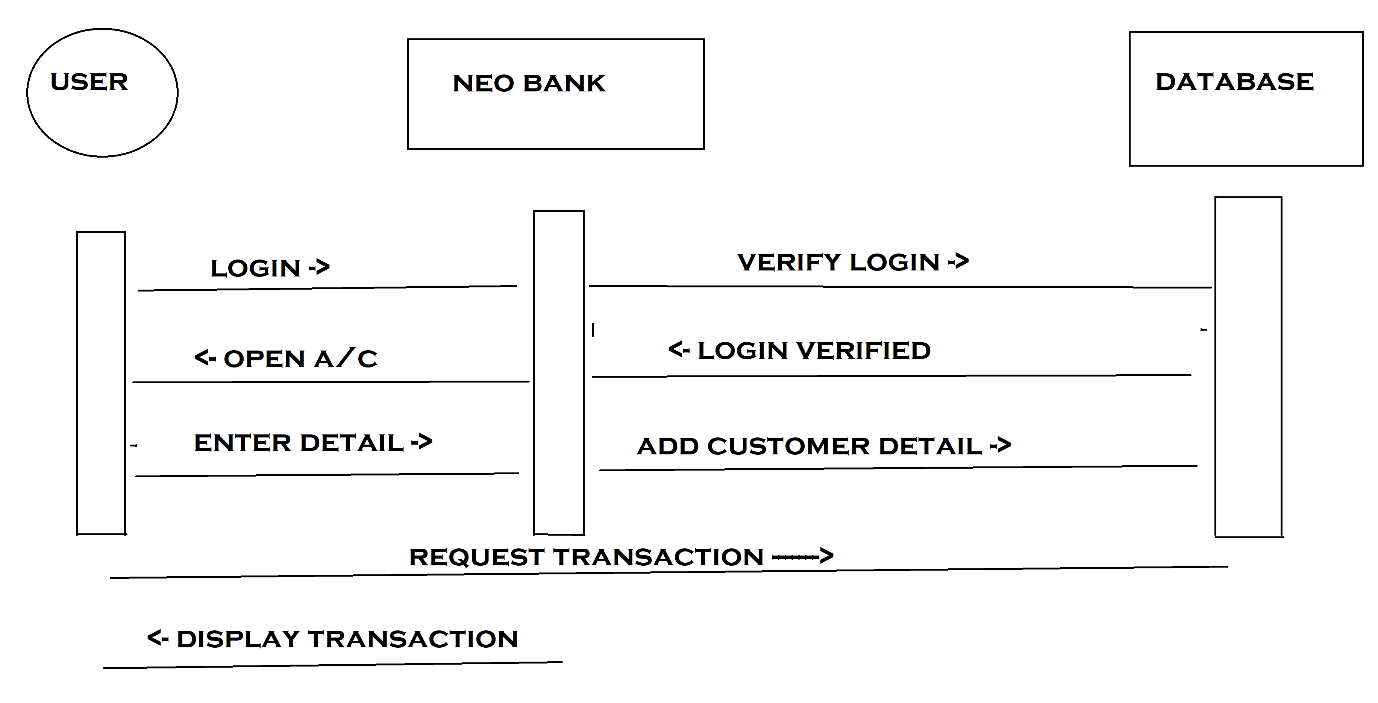 USER
NEO BANK
DATABASE
LOGIN ->
VERIFY LOGIN ->
<- OPEN A/C
<- LOGIN VERIFIED
ENTER DETAIL ->
ADD CUSTOMER DETAIL ->
REQUEST TRANSACTION ----->
<- DISPLAY TRANSACTION